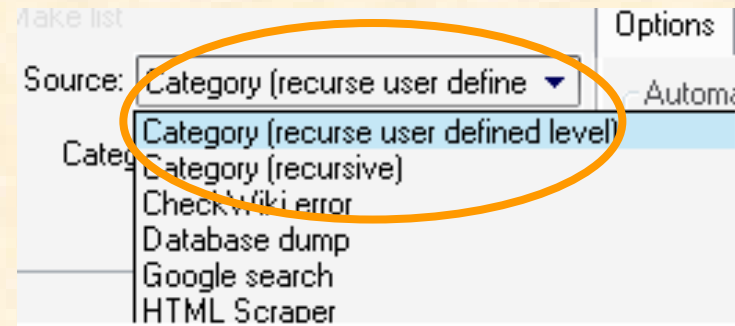 Make list
Options
Source: Category (recurse user define
Automa
Category (recurse user defined level)
Categ
Category (recursive)
CheckWiki error
Database dump
Google search
HTML Scraper